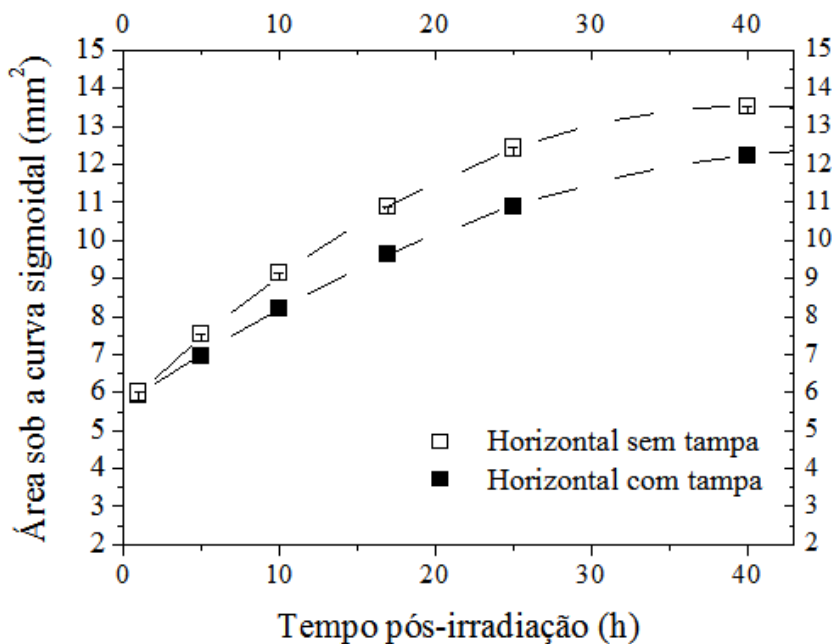 0 10 20 30 40
15 15
14 14
13 13
12 12
11 11
10 10
9 9
8 8
7 7
6 6
5 5
4 4
3 3
2 2
0 10 20 30 40
Área sob a curva sigmoidal (mm²)
Horizontal sem tampa
Horizontal com tampa
Tempo pós-irradiação (h)